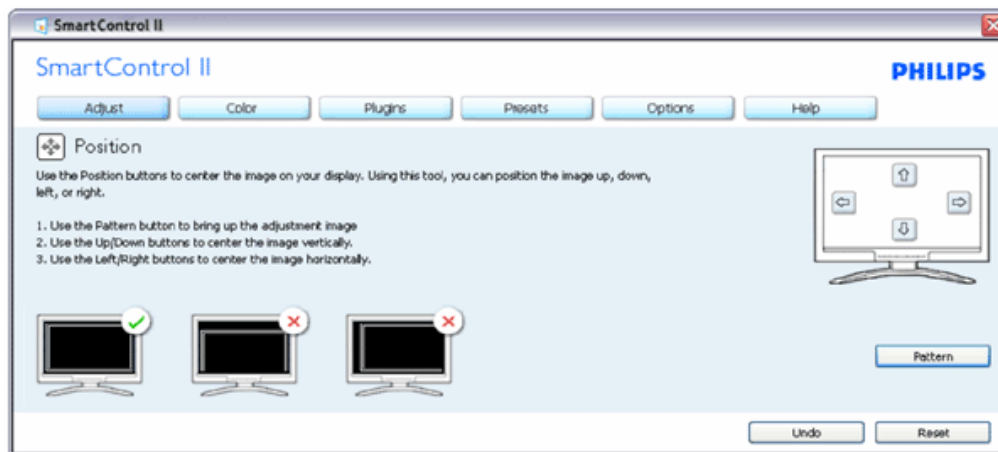 SmartControl II
SmartControl II
PHILIPS
Adjust Color Plugins Presets Options Help
Position
Use the Position buttons to center the image on your display. Using this tool, you can position the image up, down,
left, or right.
1. Use the Pattern button to bring up the adjustment image
2. Use the Up/Down buttons to center the image vertically.
3. Use the Left/Right buttons to center the image horizontally.
Pattern
Undo Reset